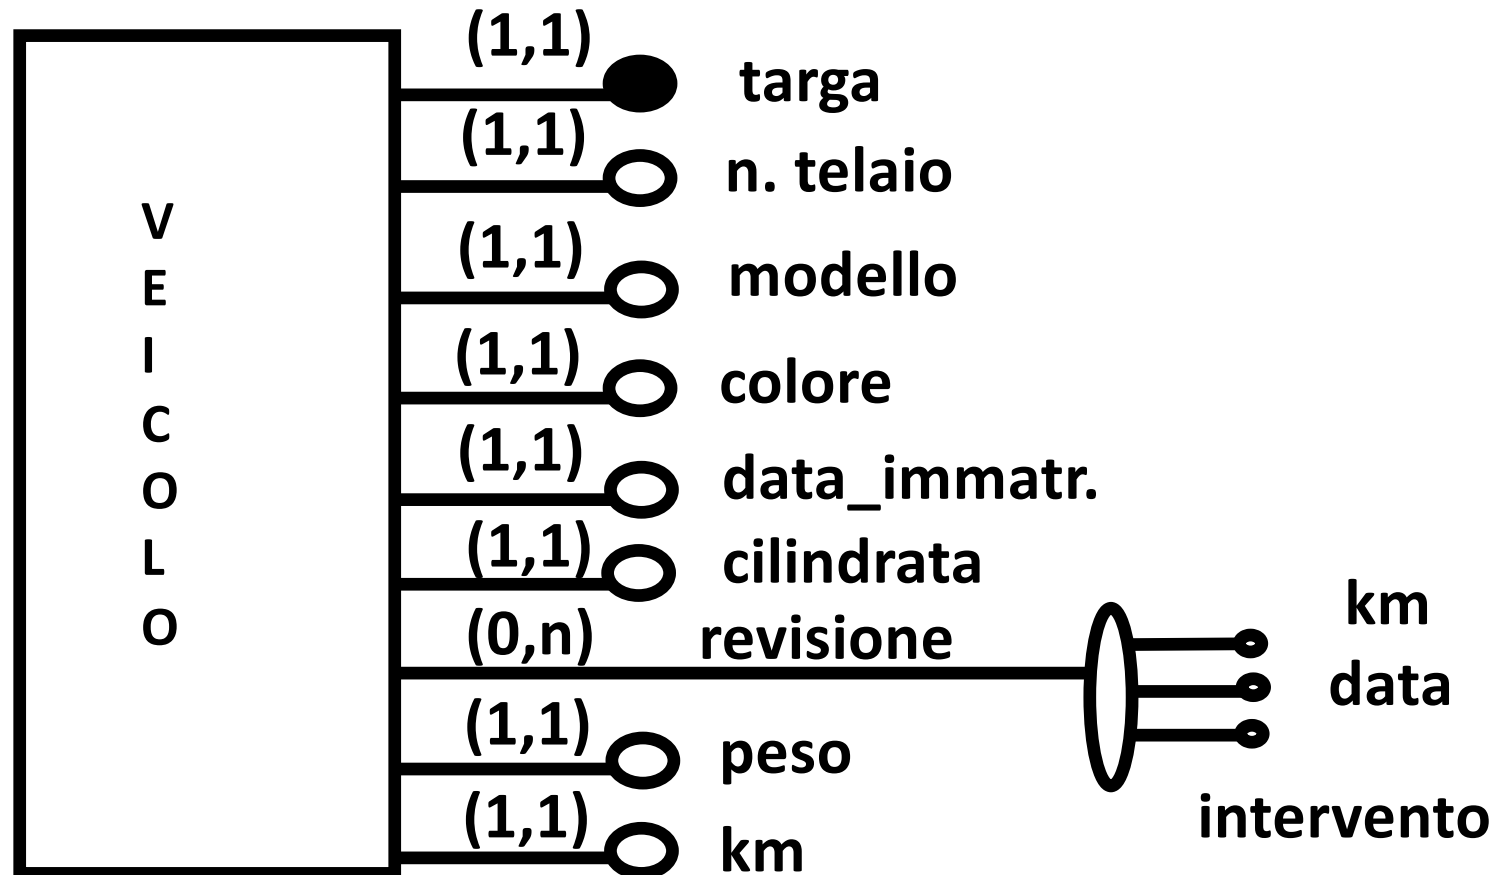 VEICOLO
(1,1) targa
(1,1) n. telaio
(1,1) modello
(1,1) colore
(1,1) data_immatr.
(1,1) cilindrata
(0,n) revisione
km
data
intervento
(1,1) peso
(1,1) km